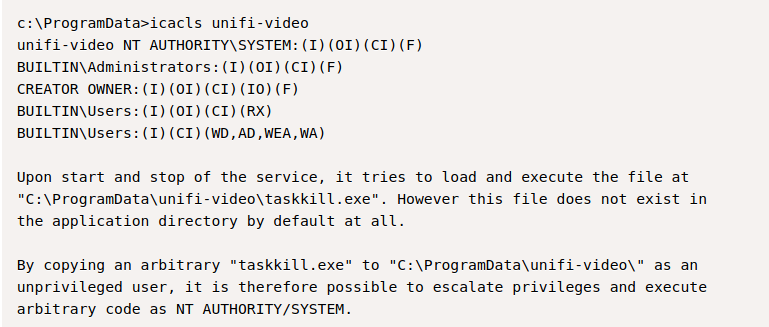 c:\ProgramData>icacls unifi-video
unifi-video NT AUTHORITY\SYSTEM:(I)(OI)(CI)(F)
BUILTIN\Administrators:(I)(OI)(CI)(F)
CREATOR OWNER:(I)(OI)(CI)(IO)(F)
BUILTIN\Users:(I)(OI)(CI)(RX)
BUILTIN\Users:(I)(CI)(WD,AD,WEA,WA)
Upon start and stop of the service, it tries to load and execute the file at
"C:\ProgramData\unifi-video\taskkill.exe". However this file does not exist in
the application directory by default at all.
By copying an arbitrary "taskkill.exe" to "C:\ProgramData\unifi-video\" as an
unprivileged user, it is therefore possible to escalate privileges and execute
arbitrary code as NT AUTHORITY/SYSTEM.